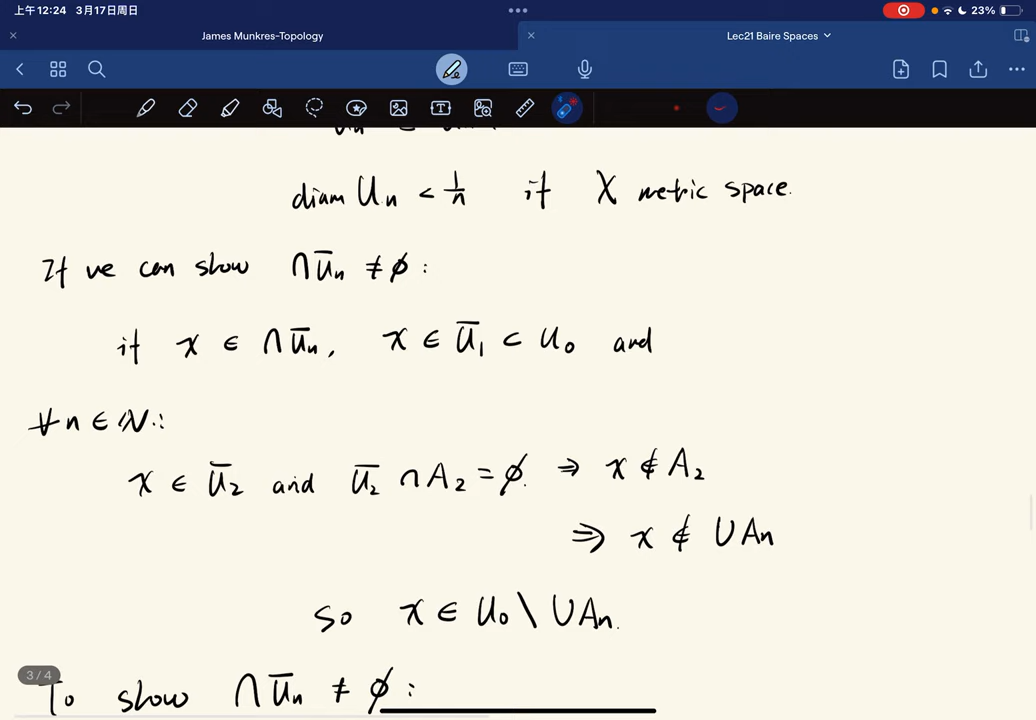 上午12:24 3月17日周日
23%
James Munkres-Topology
Lec21 Baire Spaces
diam Uₙ < 1/n if X metric space.
If we can show ∩Ūₙ ≠ ϕ :
if x ∈ ∩Ūₙ, x ∈ Ū₁ ⊂ U₀ and
∀n ∈ ℕ :
x ∈ Ū₂ and Ū₂ ∩ A₂ = ϕ. ⇒ x ∉ A₂
⇒ x ∉ ∪Aₙ
so x ∈ U₀ \ ∪Aₙ.
3 / 4
To show ∩Ūₙ ≠ ϕ :